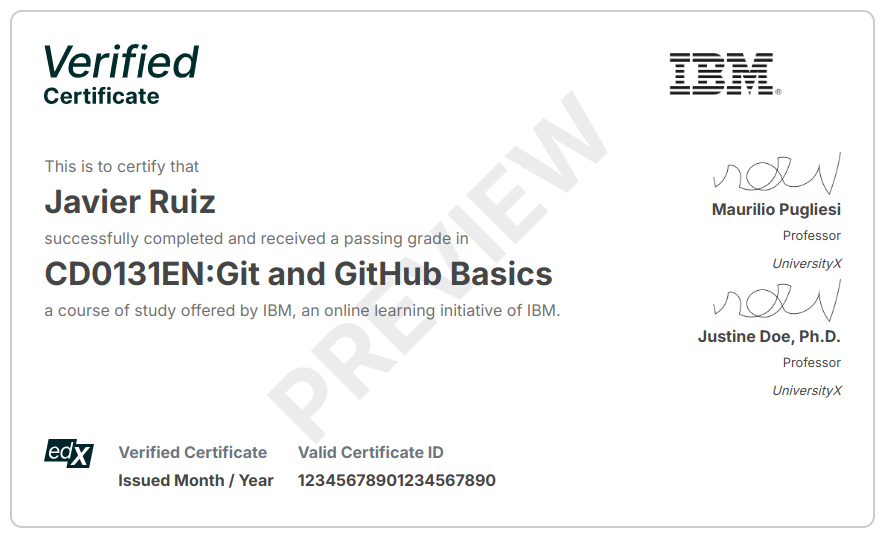 Verified
Certificate
IBM®
This is to certify that
Javier Ruiz
successfully completed and received a passing grade in
CD0131EN:Git and GitHub Basics
a course of study offered by IBM, an online learning initiative of IBM.
PREVIEW
Maurilio Pugliesi
Professor
UniversityX
Justine Doe, Ph.D.
Professor
UniversityX
edX
Verified Certificate
Issued Month / Year
Valid Certificate ID
12345678901234567890